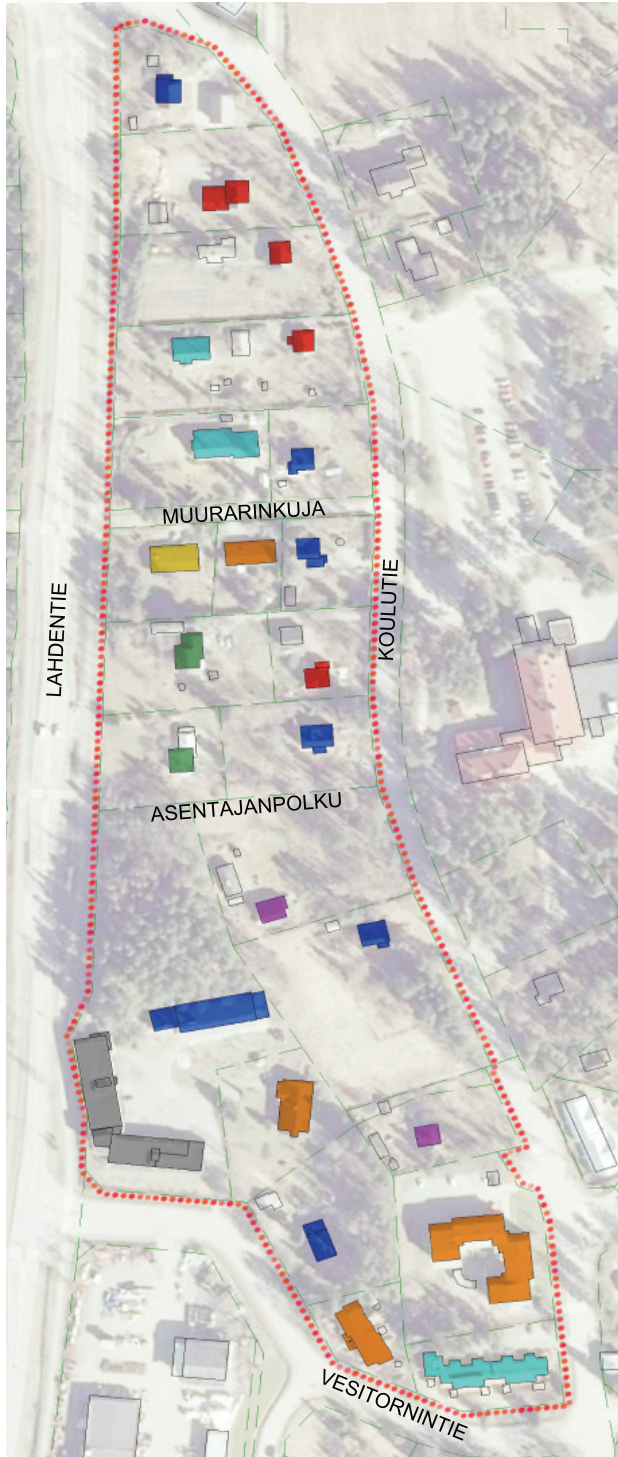 MUURARINKUJA
LAHDENTIE
KOULUTIE
ASENTAJANPOLKU
VESITORNINTIE